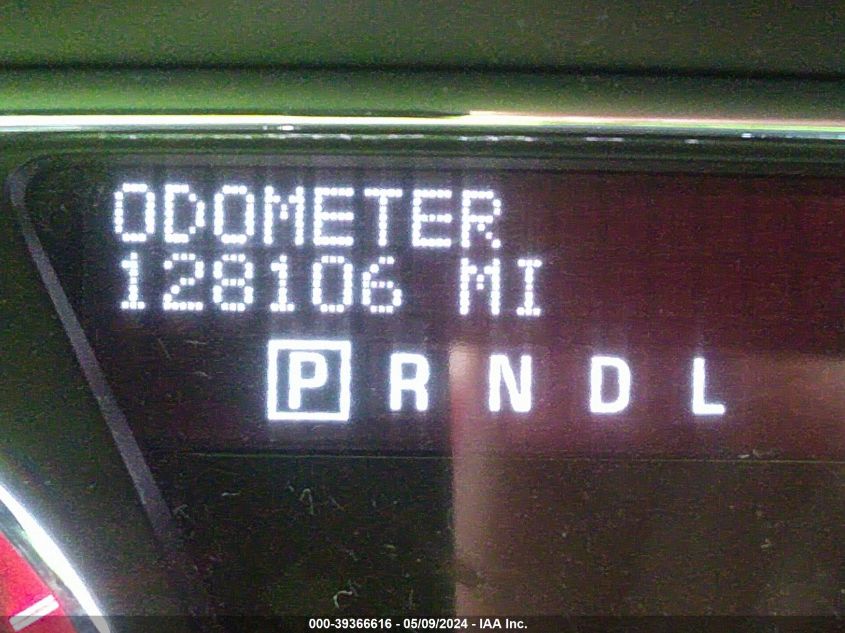 ODOMETER
128106 MI
P R N D L
000-39366616 - 05/09/2024 - IAA Inc.